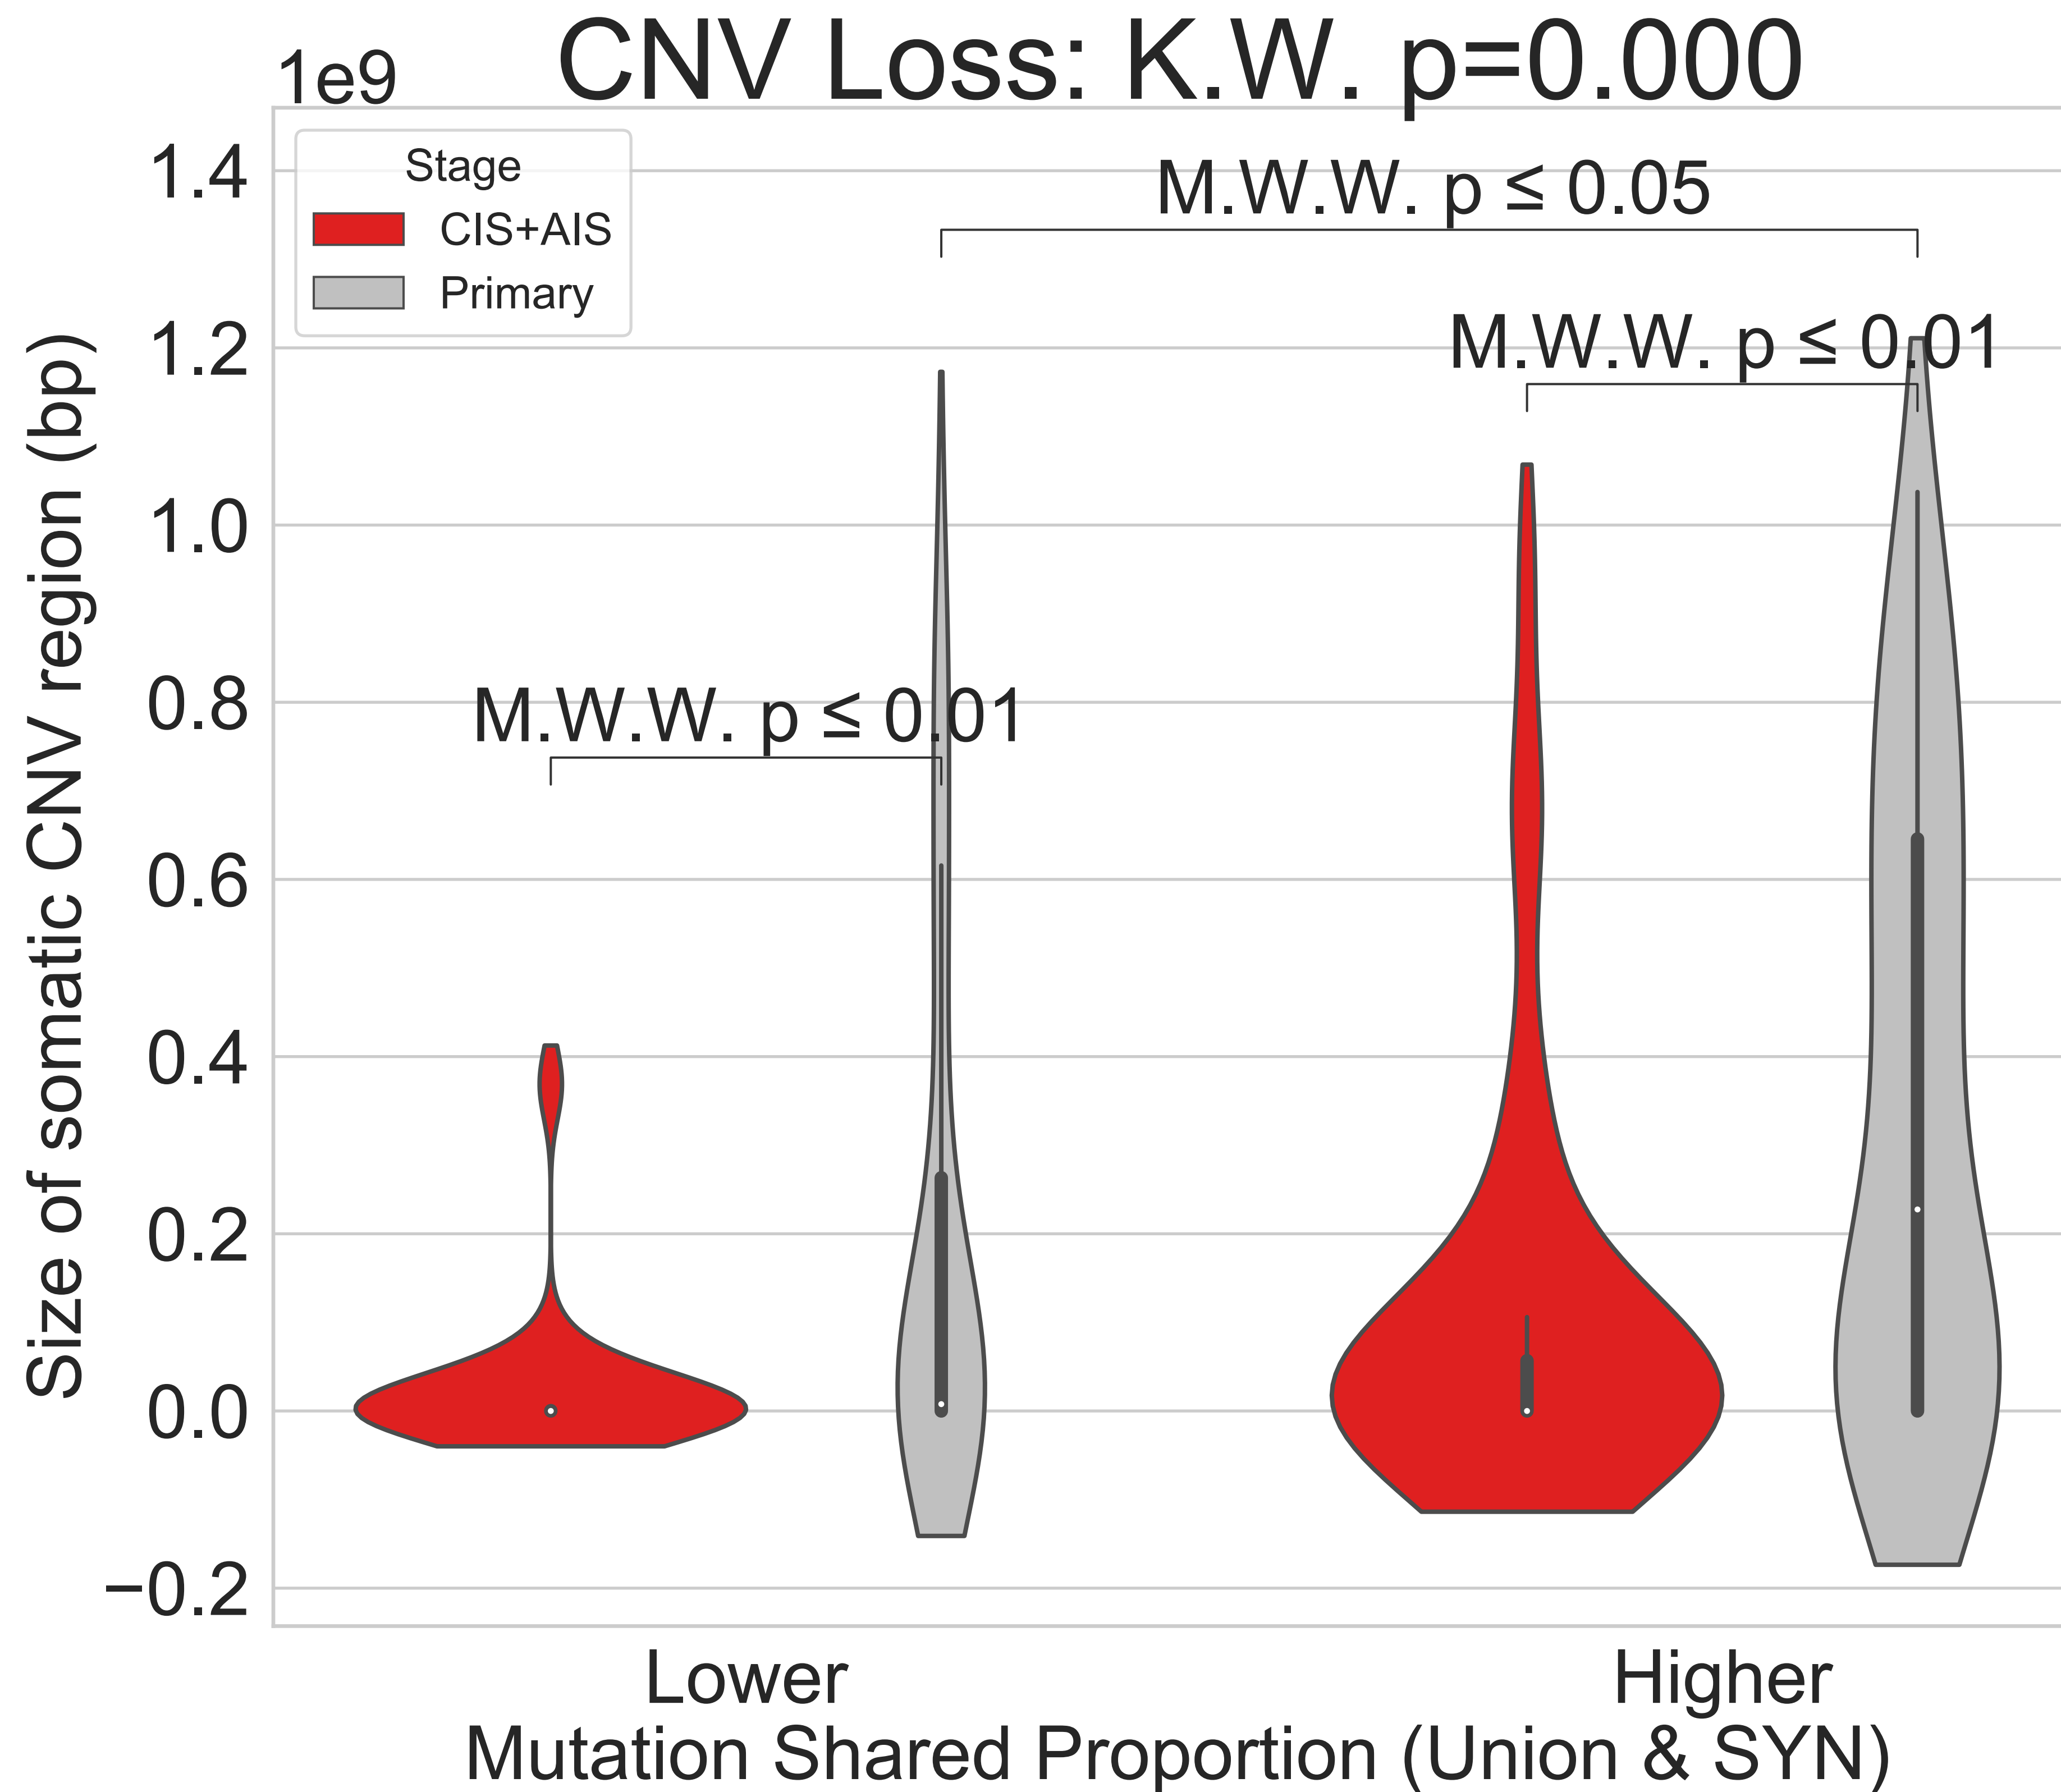 CNV Loss: K.W. p=0.000
1e9
Stage
CIS+AIS
Primary
M.W.W. p ≤ 0.05
M.W.W. p ≤ 0.01
M.W.W. p ≤ 0.01
1.4
1.2
1.0
0.8
0.6
0.4
0.2
0.0
−0.2
Size of somatic CNV region (bp)
Lower
Higher
Mutation Shared Proportion (Union & SYN)